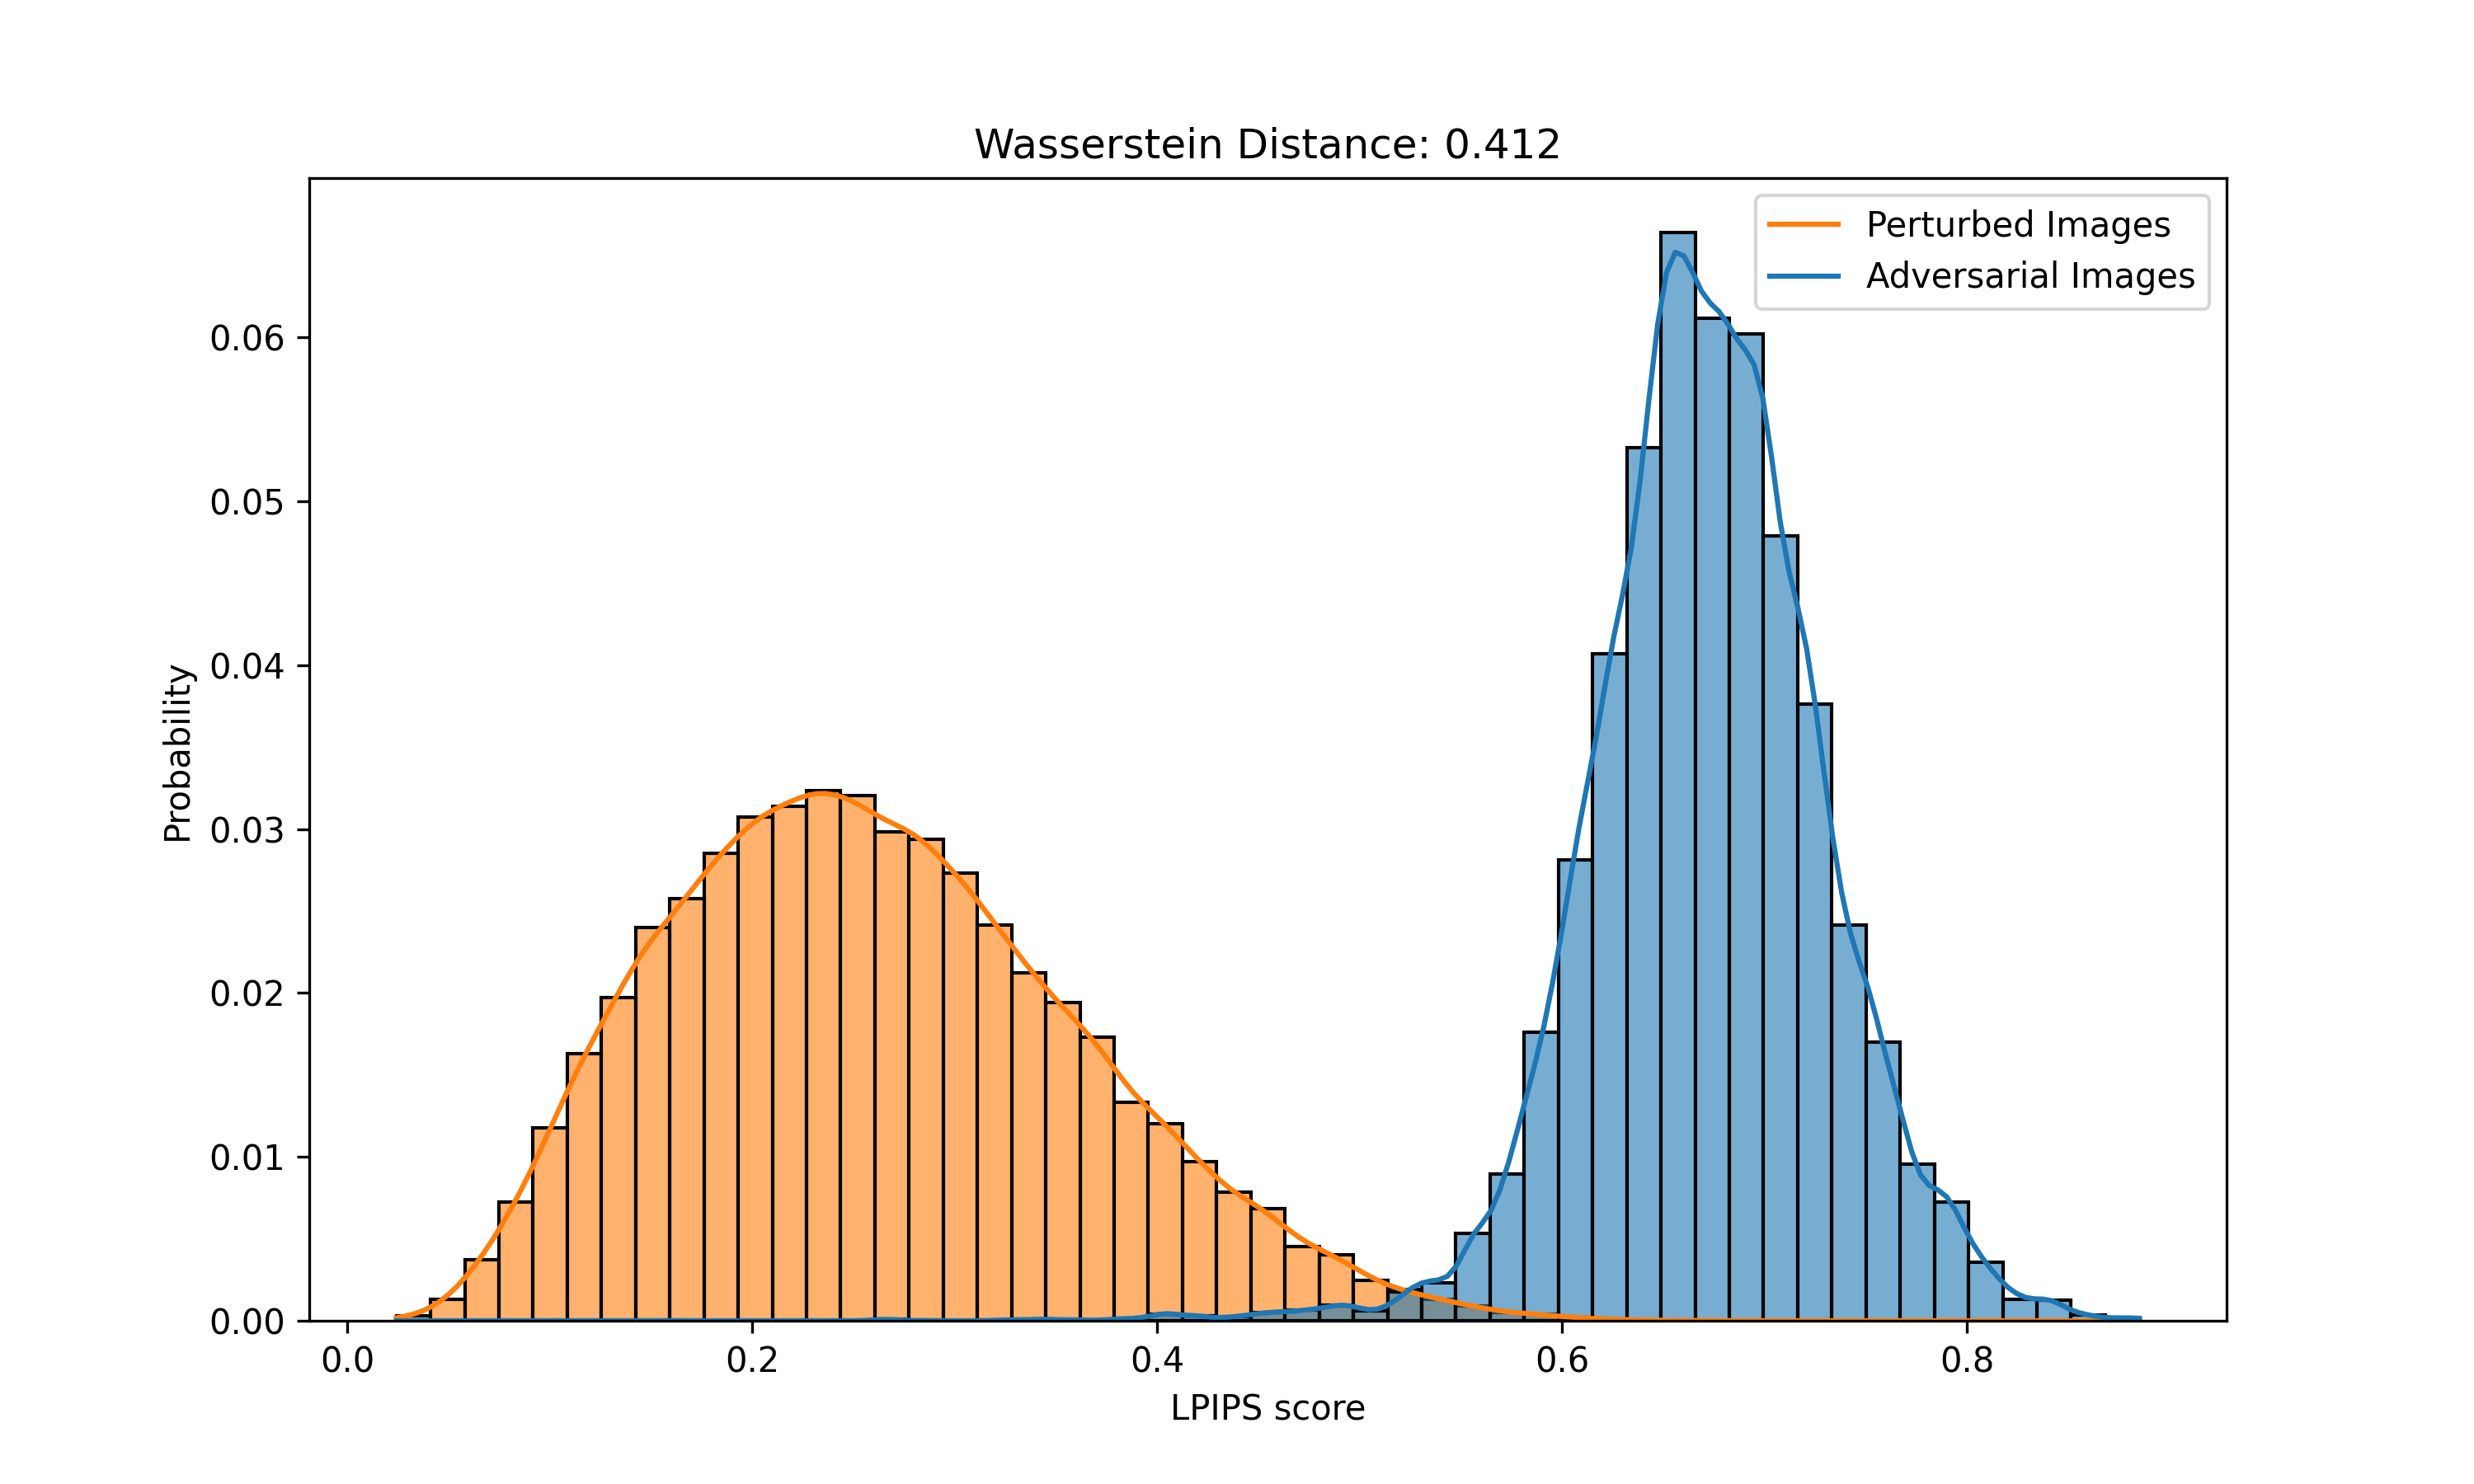 Wasserstein Distance: 0.412
Perturbed Images
Adversarial Images
Probability
0.06
0.05
0.04
0.03
0.02
0.01
0.00
0.0 0.2 0.4 0.6 0.8
LPIPS score